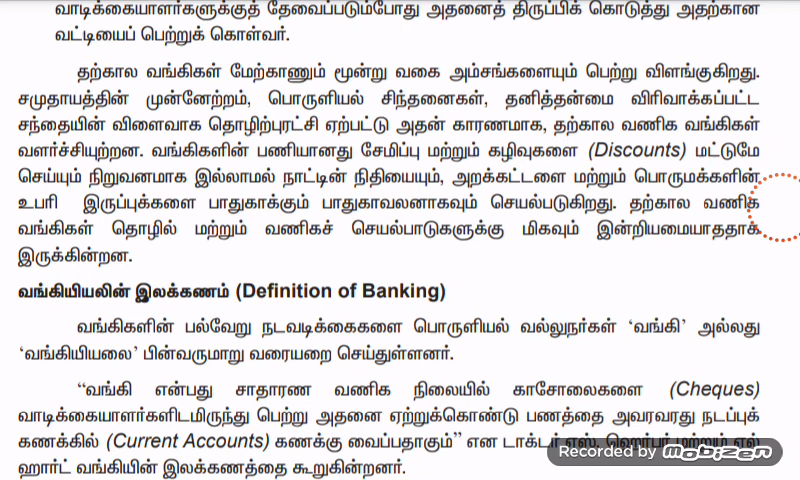 வாடிக்கையாளர்களுக்குத் தேவைப்படும்போது அதனைத் திருப்பிக் கொடுத்து அதற்கான
வட்டியைப் பெற்றுக் கொள்வர்.
தற்கால வங்கிகள் மேற்காணும் மூன்று வகை அம்சங்களையும் பெற்று விளங்குகிறது.
சமுதாயத்தின் முன்னேற்றம், பொருளியல் சிந்தனைகள், தனித்தன்மை விரிவாக்கப்பட்ட
சந்தையின் விளைவாக தொழிற்புரட்சி ஏற்பட்டு அதன் காரணமாக, தற்கால வணிக வங்கிகள்
வளர்ச்சியுற்றன. வங்கிகளின் பணியானது சேமிப்பு மற்றும் கழிவுகளை (Discounts) மட்டுமே
செய்யும் நிறுவனமாக இல்லாமல் நாட்டின் நிதியையும், அறக்கட்டளை மற்றும் பொருமக்களின்
உபரி இருப்புக்களை பாதுகாக்கும் பாதுகாவலனாகவும் செயல்படுகிறது. தற்கால வணிக
வங்கிகள் தொழில் மற்றும் வணிகச் செயல்பாடுகளுக்கு மிகவும் இன்றியமையாததாக
இருக்கின்றன.
வங்கியியலின் இலக்கணம் (Definition of Banking)
வங்கிகளின் பல்வேறு நடவடிக்கைகளை பொருளியல் வல்லுநர்கள் ‘வங்கி’ அல்லது
‘வங்கியியலை’ பின்வருமாறு வரையறை செய்துள்ளனர்.
“வங்கி என்பது சாதாரண வணிக நிலையில் காசோலைகளை (Cheques)
வாடிக்கையாளர்களிடமிருந்து பெற்று அதனை ஏற்றுக்கொண்டு பணத்தை அவரவரது நடப்புக்
கணக்கில் (Current Accounts) கணக்கு வைப்பதாகும்” என டாக்டர் எஸ். ஹெர்பர் மற்றும் எல்
ஹார்ட் வங்கியின் இலக்கணத்தை கூறுகின்றனர்.
Recorded by mobizen